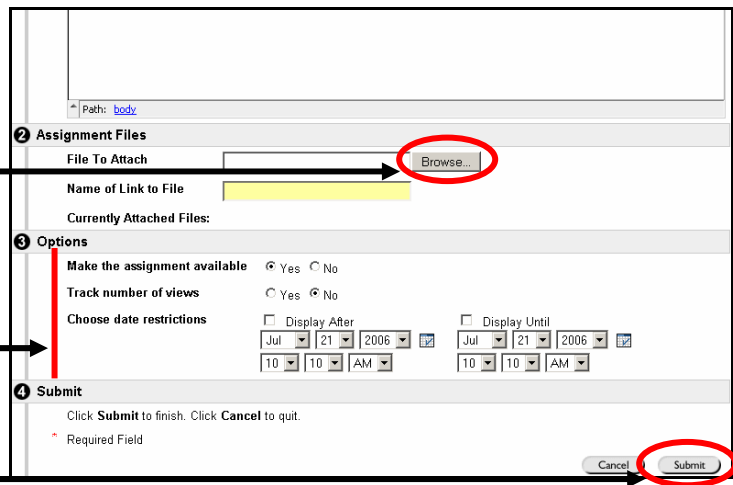 Path: body
2 Assignment Files
File To Attach Browse...
Name of Link to File
Currently Attached Files:
3 Options
Make the assignment available Yes No
Track number of views Yes No
Choose date restrictions Display After Display Until
Jul 21 2006 Jul 21 2006
10 10 AM 10 10 AM
4 Submit
Click Submit to finish. Click Cancel to quit.
* Required Field
Cancel Submit